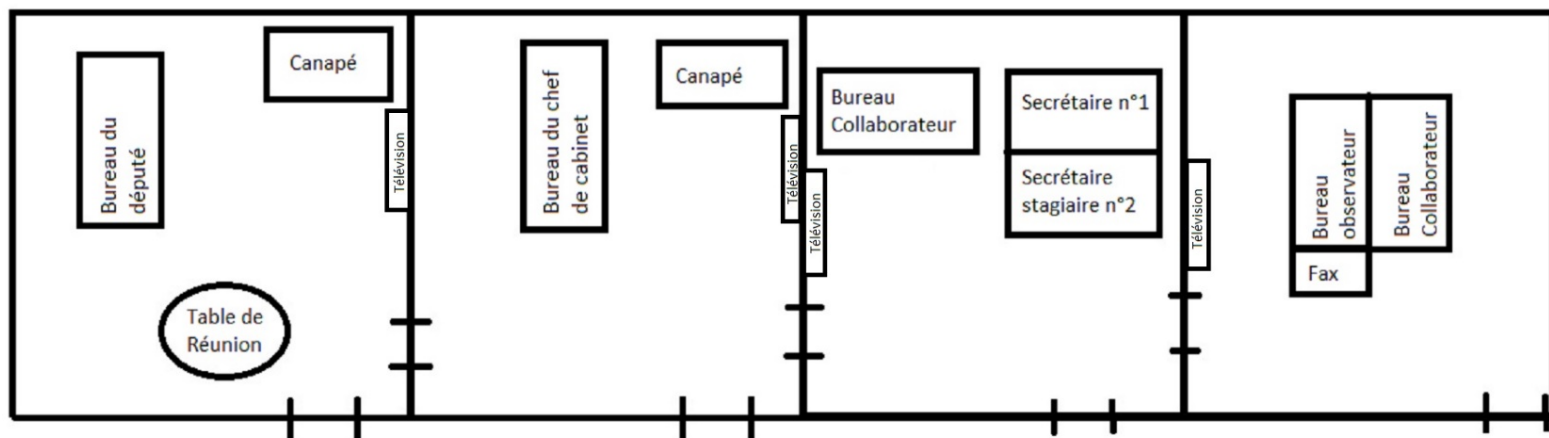 Bureau du
député
Canapé
Télévision
Table de
Réunion
Bureau du chef
de cabinet
Canapé
Télévision
Télévision
Bureau
Collaborateur
Secrétaire n°1
Secrétaire
stagiaire n°2
Télévision
Bureau
observateur
Bureau
Collaborateur
Fax